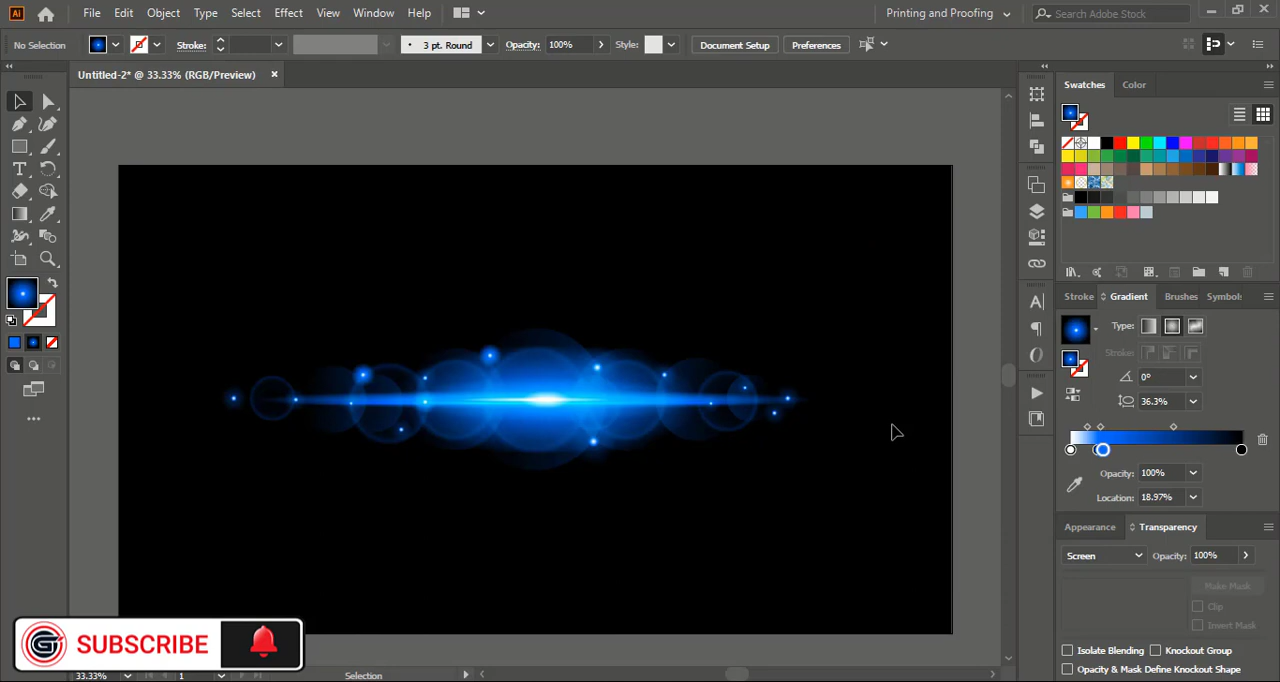 Ai File Edit Object Type Select Effect View Window Help Printing and Proofing Search Adobe Stock
No Selection Stroke: 3 pt. Round Opacity: 100% Style: Document Setup Preferences
Untitled-2* @ 33.33% (RGB/Preview)
Swatches Color
Stroke Gradient Brushes Symbols
Type:
Stroke:
0°
36.3%
Opacity: 100%
Location: 18.97%
Appearance Transparency
Screen Opacity: 100%
Make Mask
Clip
Invert Mask
Isolate Blending Knockout Group
Opacity & Mask Define Knockout Shape
SUBSCRIBE
33.33% 1 Selection